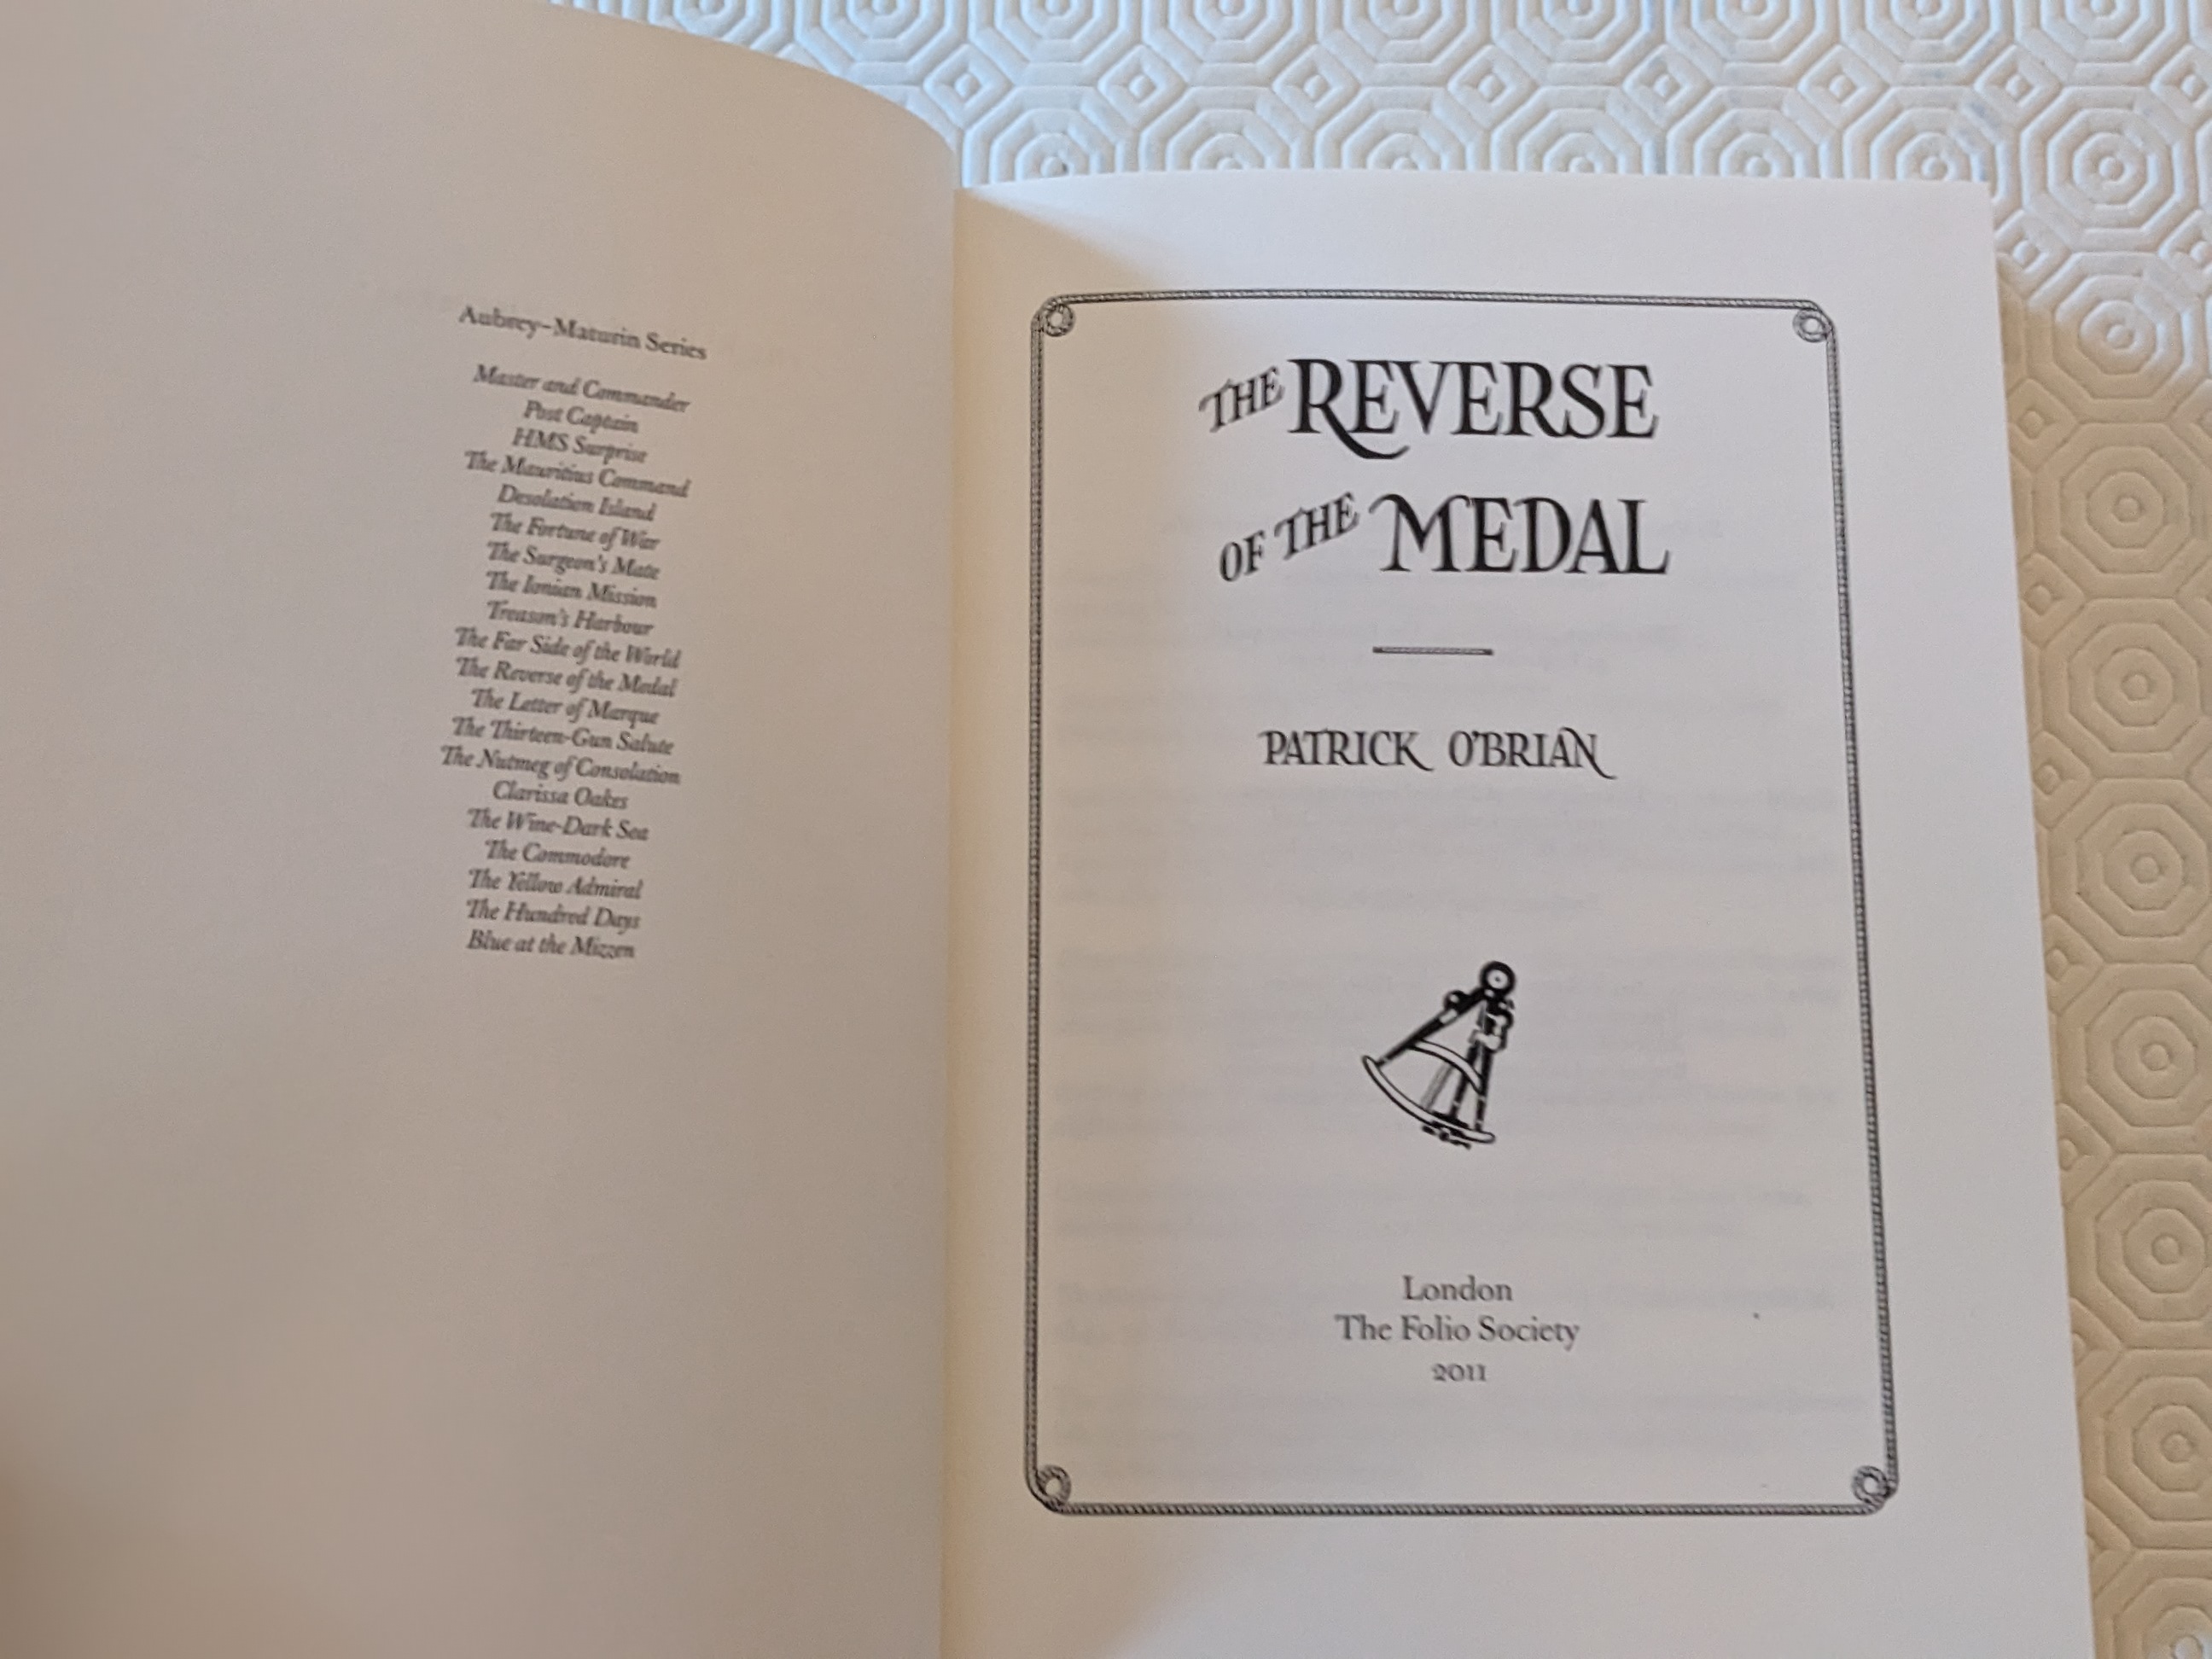 Aubrey–Maturin Series
Master and Commander
Post Captain
HMS Surprise
The Mauritius Command
Desolation Island
The Fortune of War
The Surgeon's Mate
The Ionian Mission
Treason's Harbour
The Far Side of the World
The Reverse of the Medal
The Letter of Marque
The Thirteen-Gun Salute
The Nutmeg of Consolation
Clarissa Oakes
The Wine-Dark Sea
The Commodore
The Yellow Admiral
The Hundred Days
Blue at the Mizzen
THE REVERSE
OF THE MEDAL
PATRICK O'BRIAN
London
The Folio Society
2011